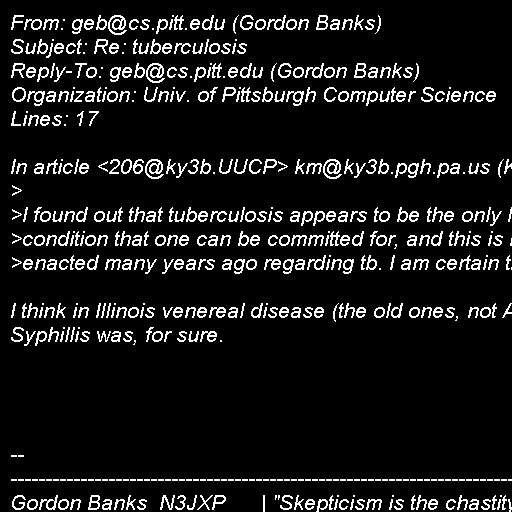 From: geb@cs.pitt.edu (Gordon Banks)
Subject: Re: tuberculosis
Reply-To: geb@cs.pitt.edu (Gordon Banks)
Organization: Univ. of Pittsburgh Computer Science
Lines: 17

In article <206@ky3b.UUCP> km@ky3b.pgh.pa.us (
>
>I found out that tuberculosis appears to be the only
>condition that one can be committed for, and this is
>enacted many years ago regarding tb. I am certain

I think in Illinois venereal disease (the old ones, not
Syphillis was, for sure.

--
----------------------------------------------------------------------------
Gordon Banks N3JXP | "Skepticism is the chastity